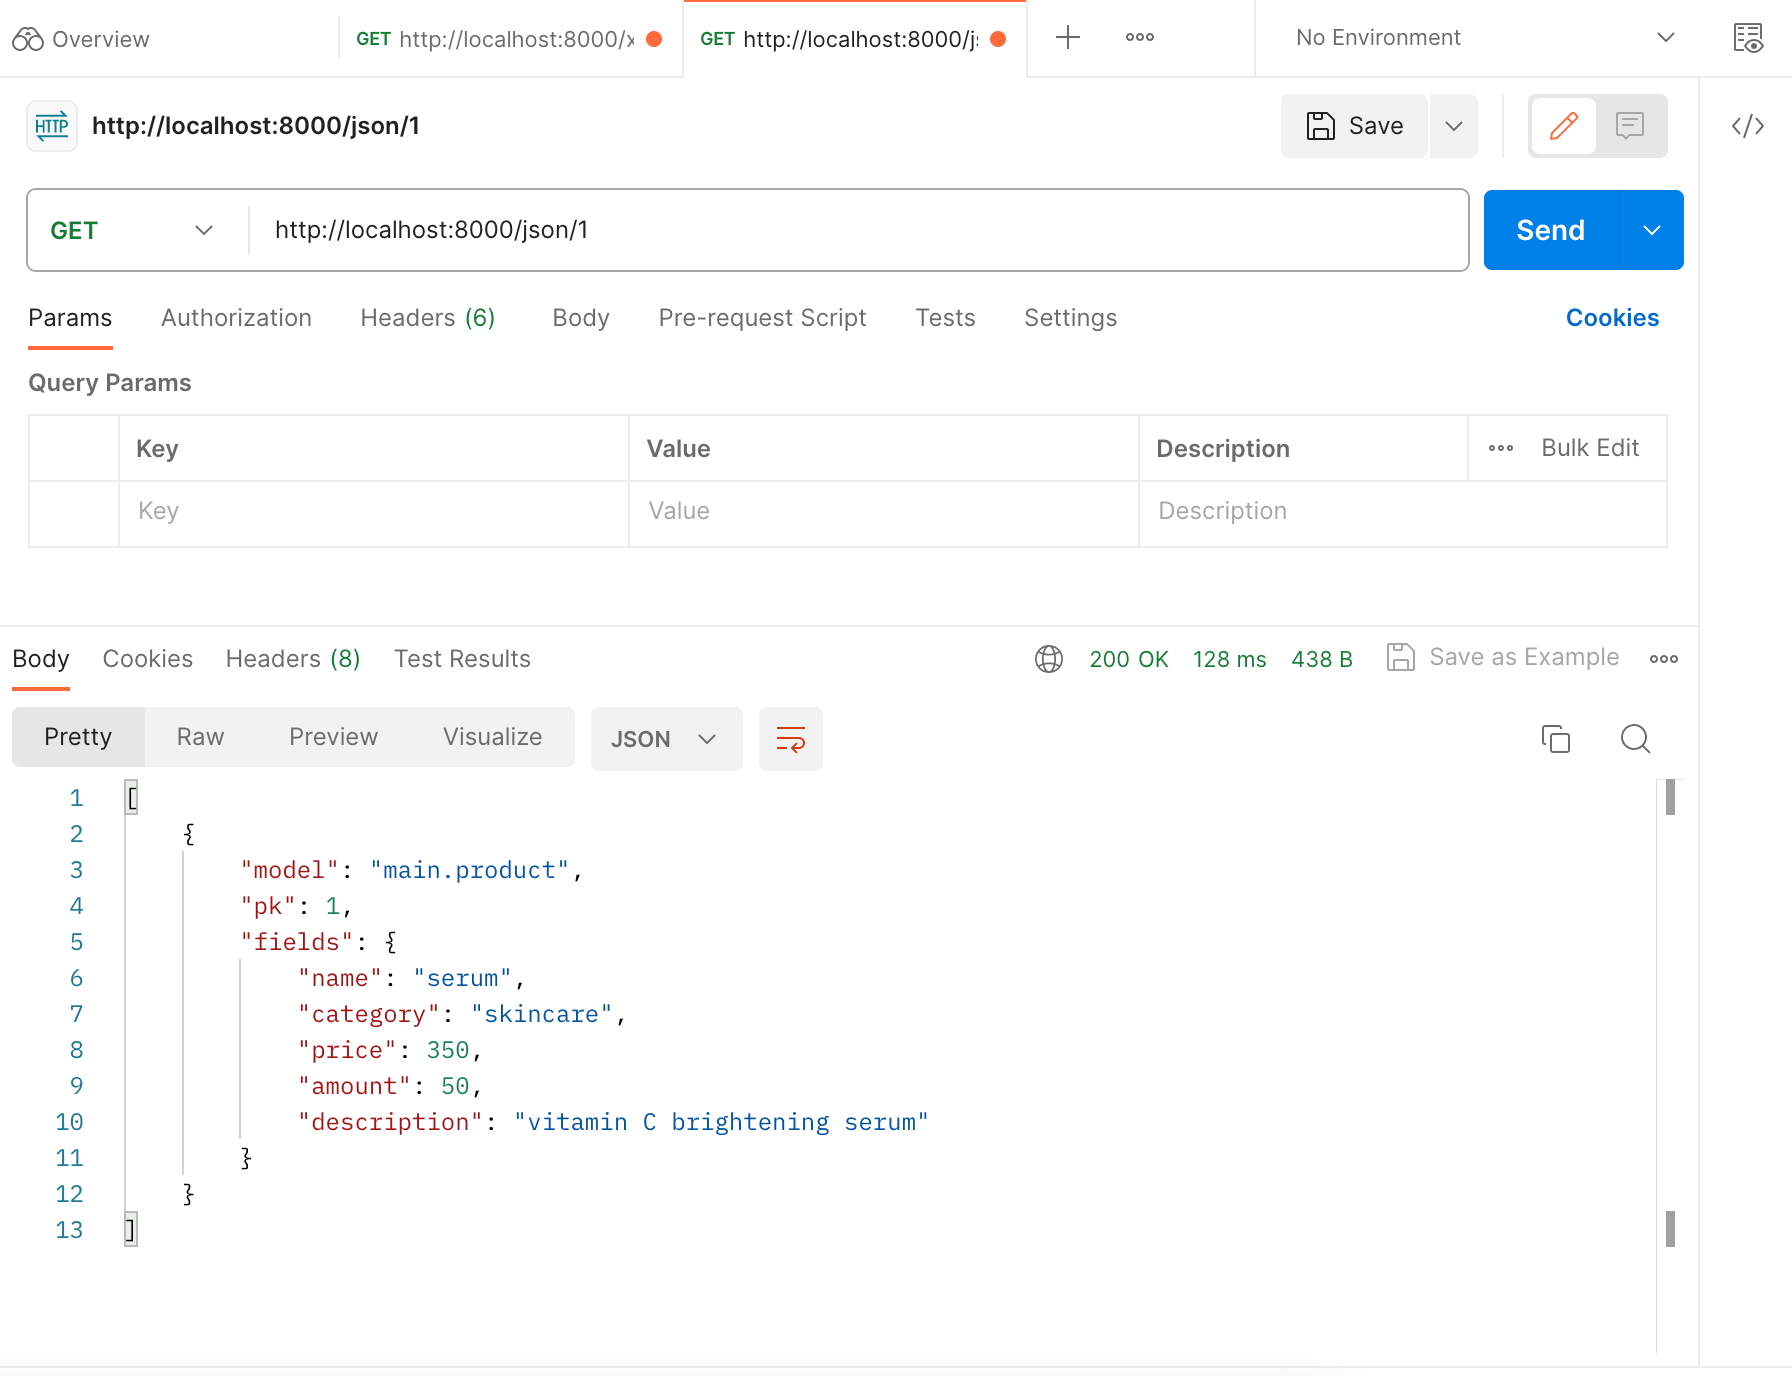 Overview
GET http://localhost:8000/x
GET http://localhost:8000/js
No Environment
HTTP
http://localhost:8000/json/1
Save
GET
http://localhost:8000/json/1
Send
Params Authorization Headers (6) Body Pre-request Script Tests Settings Cookies
Query Params
Key Value Description Bulk Edit
Key Value Description
Body Cookies Headers (8) Test Results 200 OK 128 ms 438 B Save as Example
Pretty Raw Preview Visualize JSON
1 [
2 {
3 "model": "main.product",
4 "pk": 1,
5 "fields": {
6 "name": "serum",
7 "category": "skincare",
8 "price": 350,
9 "amount": 50,
10 "description": "vitamin C brightening serum"
11 }
12 }
13 ]